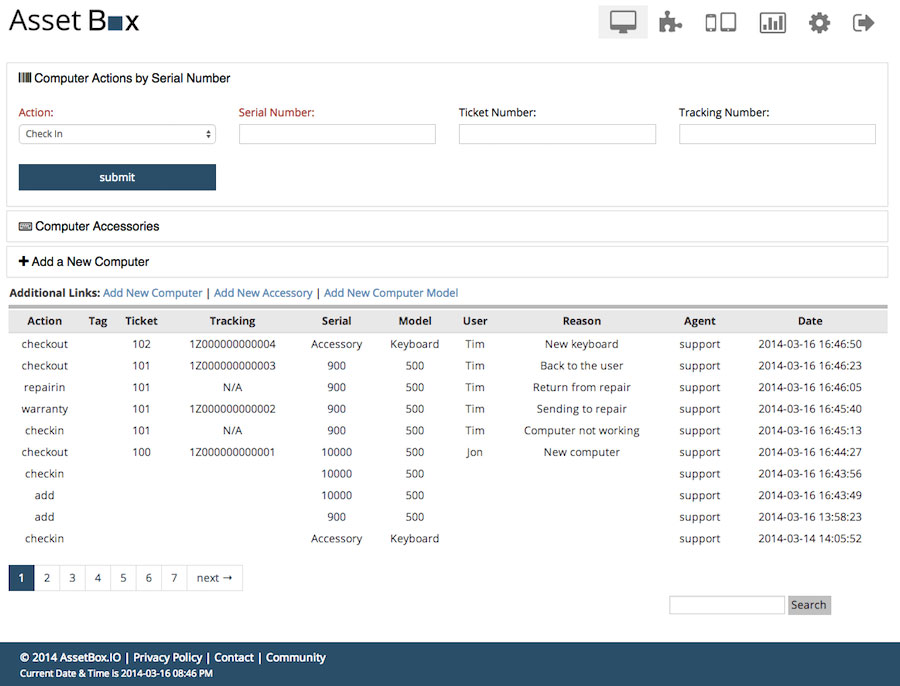 Asset Box
Computer Actions by Serial Number
Action: Serial Number: Ticket Number: Tracking Number:
Check In
submit
Computer Accessories
Add a New Computer
Additional Links: Add New Computer | Add New Accessory | Add New Computer Model
Action Tag Ticket Tracking Serial Model User Reason Agent Date
checkout 102 1Z000000000004 Accessory Keyboard Tim New keyboard support 2014-03-16 16:46:50
checkout 101 1Z000000000003 900 500 Tim Back to the user support 2014-03-16 16:46:23
repairin 101 N/A 900 500 Tim Return from repair support 2014-03-16 16:46:05
warranty 101 1Z000000000002 900 500 Tim Sending to repair support 2014-03-16 16:45:40
checkin 101 N/A 900 500 Tim Computer not working support 2014-03-16 16:45:13
checkout 100 1Z000000000001 10000 500 Jon New computer support 2014-03-16 16:44:27
checkin 10000 500 support 2014-03-16 16:43:56
add 10000 500 support 2014-03-16 16:43:49
add 900 500 support 2014-03-16 13:58:23
checkin Accessory Keyboard support 2014-03-14 14:05:52
1 2 3 4 5 6 7 next →
Search
© 2014 AssetBox.IO | Privacy Policy | Contact | Community
Current Date & Time is 2014-03-16 08:46 PM